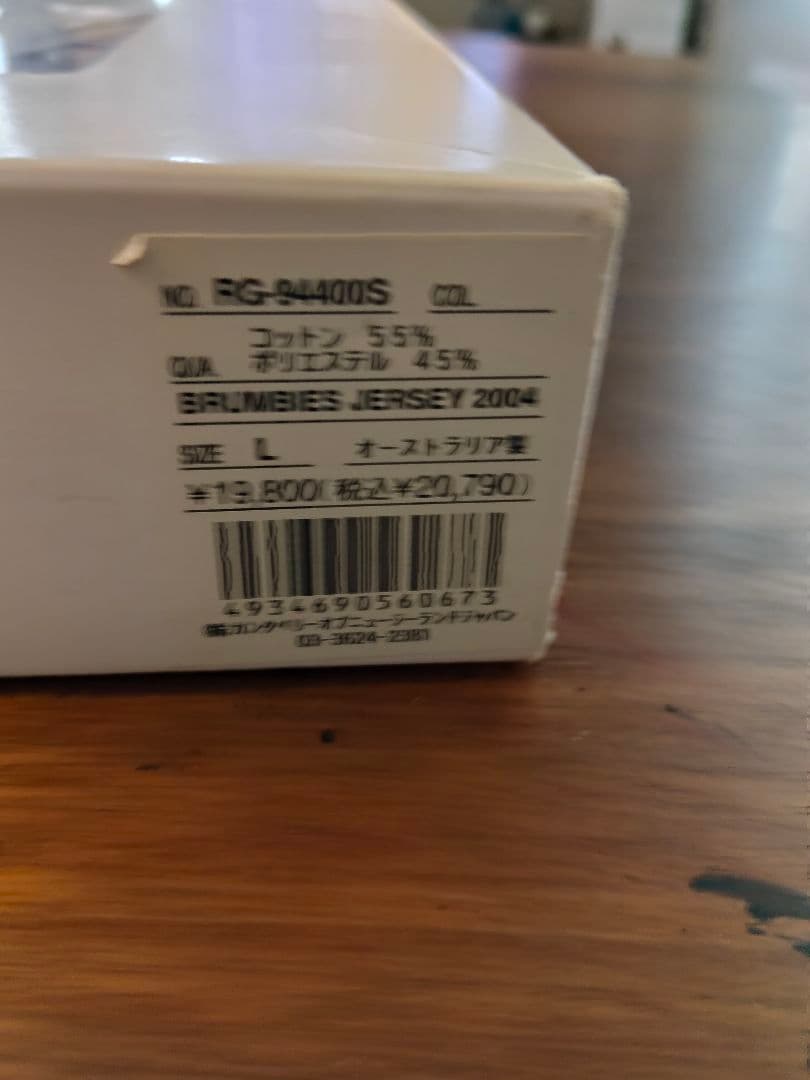 NO. RG-94400S COL.
コットン 55%
QUA. ポリエステル 45%
BRUMBIES JERSEY 2004
SIZE L オーストラリア製
¥19,800(税込¥20,790)
4934690560673
㈱カンタベリーオブニュージーランドジャパン
03-3624-2381